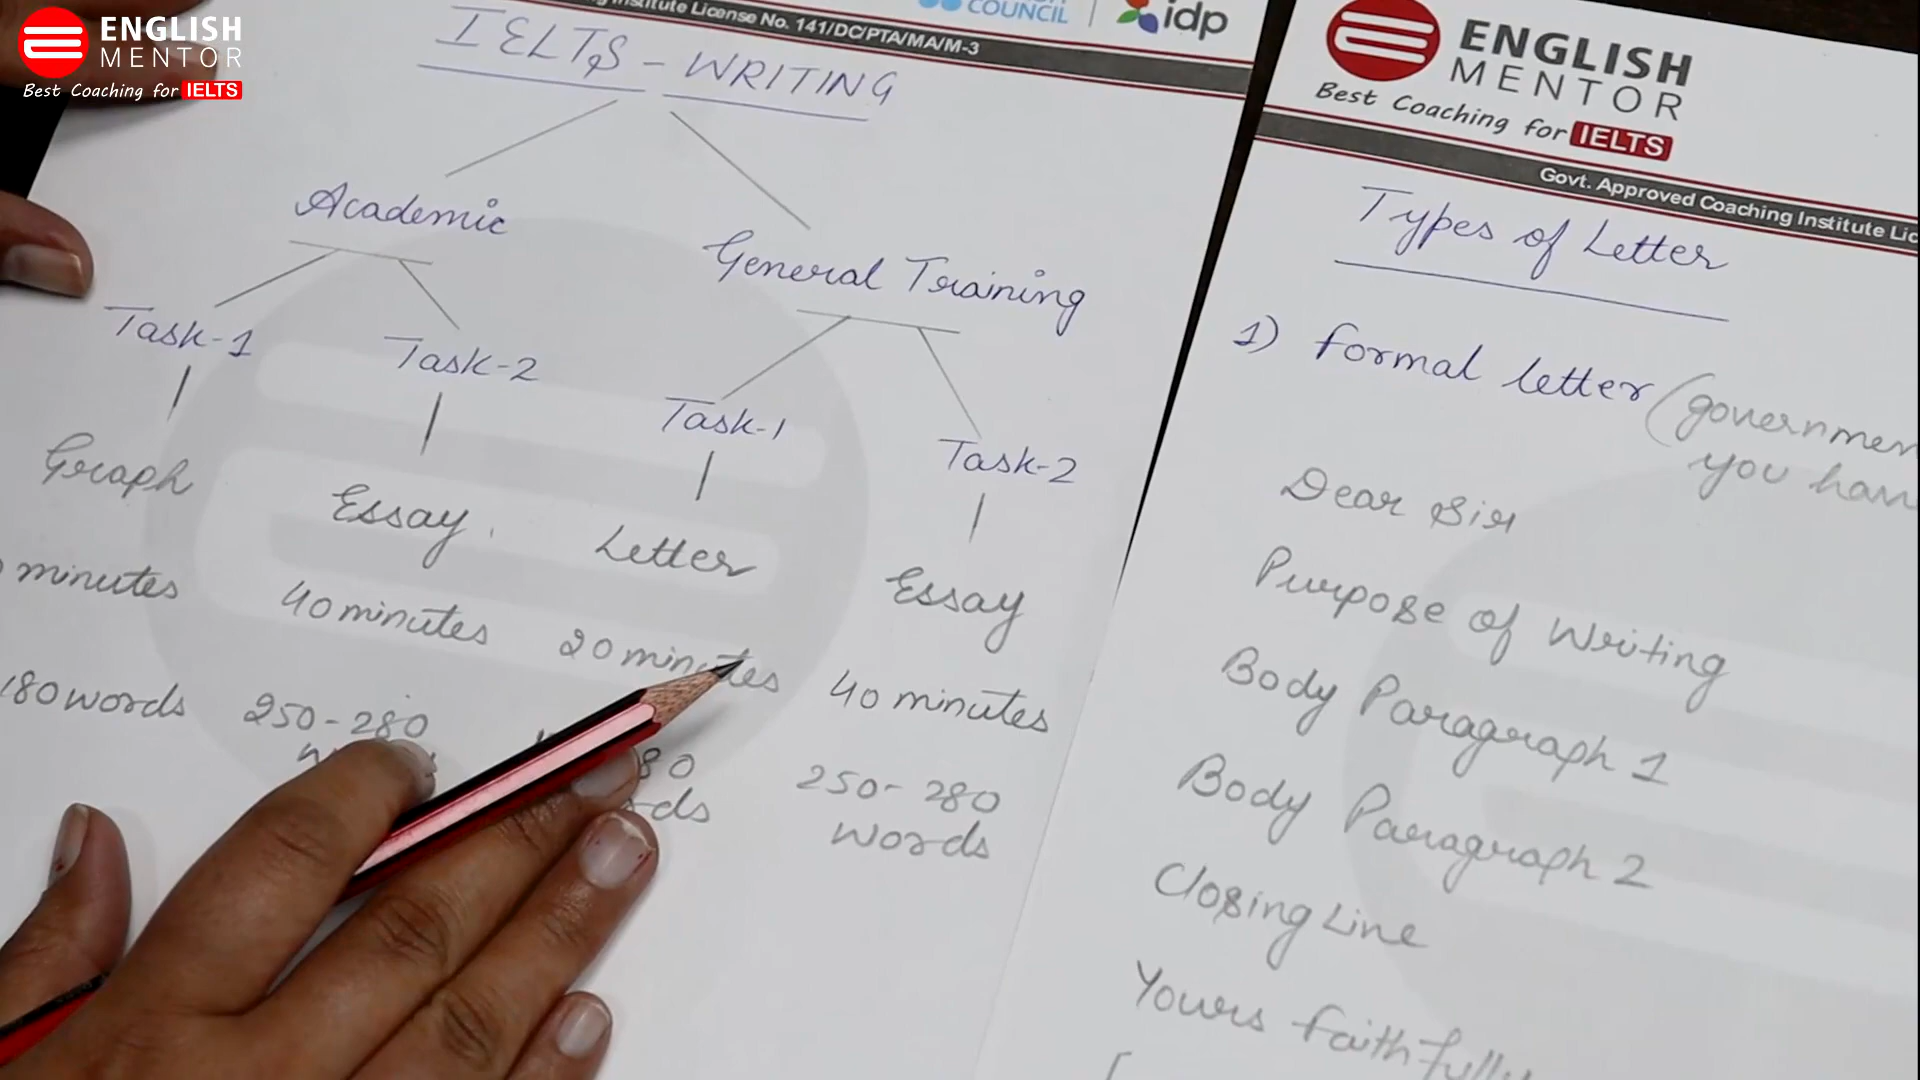 ENGLISH
MENTOR
Best Coaching for IELTS
Institute License No. 141/DC/PTA/MA/M-3
COUNCIL
idp
IELTS - WRITING
Academic
General Training
Task-1
Task-2
Task-1
Task-2
Graph
Essay.
Letter
Essay
minutes
40 minutes
20 minutes
40 minutes
180 words
250-280
80
250-280
words
ENGLISH
MENTOR
Best Coaching for IELTS
Govt. Approved Coaching Institute Lic
Types of Letter
1) Formal letter (governmen
you hav
Dear Sir
Purpose of Writing
Body Paragraph 1
Body Paragraph 2
Closing Line
Yours Faithfully